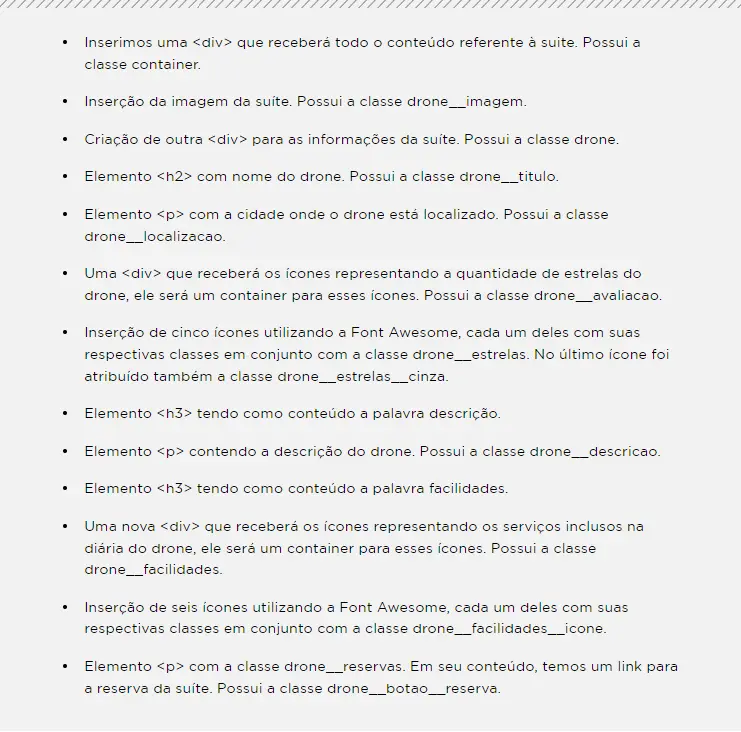 • Inserimos uma <div> que receberá todo o conteúdo referente à suite. Possui a
classe container.
• Inserção da imagem da suíte. Possui a classe drone__imagem.
• Criação de outra <div> para as informações da suíte. Possui a classe drone.
• Elemento <h2> com nome do drone. Possui a classe drone__titulo.
• Elemento <p> com a cidade onde o drone está localizado. Possui a classe
drone__localizacao.
• Uma <div> que receberá os ícones representando a quantidade de estrelas do
drone, ele será um container para esses ícones. Possui a classe drone__avaliacao.
• Inserção de cinco ícones utilizando a Font Awesome, cada um deles com suas
respectivas classes em conjunto com a classe drone__estrelas. No último ícone foi
atribuído também a classe drone__estrelas__cinza.
• Elemento <h3> tendo como conteúdo a palavra descrição.
• Elemento <p> contendo a descrição do drone. Possui a classe drone__descricao.
• Elemento <h3> tendo como conteúdo a palavra facilidades.
• Uma nova <div> que receberá os ícones representando os serviços inclusos na
diária do drone, ele será um container para esses ícones. Possui a classe
drone__facilidades.
• Inserção de seis ícones utilizando a Font Awesome, cada um deles com suas
respectivas classes em conjunto com a classe drone__facilidades__icone.
• Elemento <p> com a classe drone__reservas. Em seu conteúdo, temos um link para
a reserva da suíte. Possui a classe drone__botao__reserva.